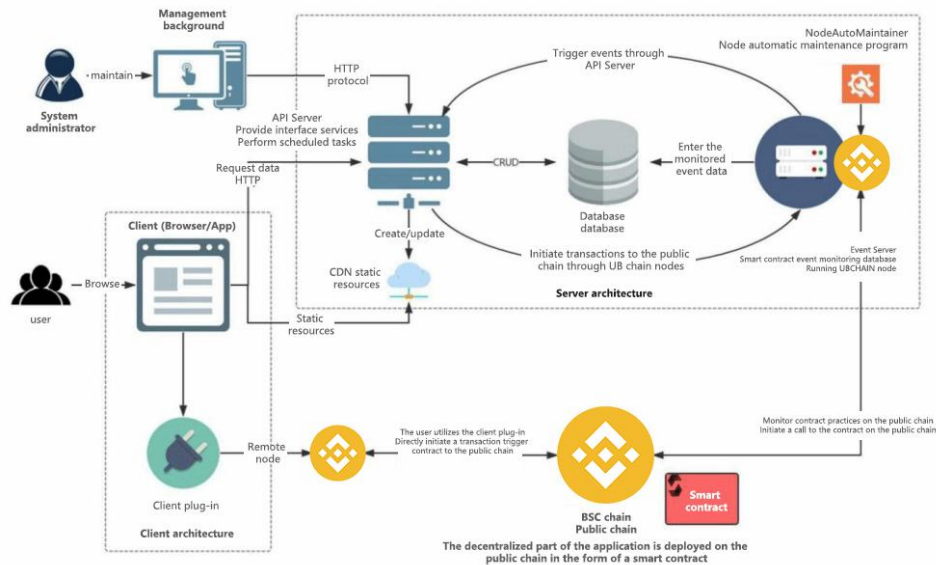 Management
background
NodeAutoMaintainer
Node automatic maintenance program
Trigger events through
API Server
maintain
HTTP
protocol
System
administrator
API Server
Provide interface services
Perform scheduled tasks
Request data
HTTP
CRUD
Enter the
monitored
event data
Database
database
Client (Browser/App)
Create/update
Initiate transactions to the public
chain through UB chain nodes
Event Server
Smart contract event monitoring database
Running UBCHAIN node
CDN static
resources
Server architecture
Browse
user
Static
resources
Monitor contract practices on the public chain
Initiate a call to the contract on the public chain
The user utilizes the client plug-in
Directly initiate a transaction trigger
contract to the public chain
Remote
node
Client plug-in
Smart
contract
BSC chain
Public chain
Client architecture
The decentralized part of the application is deployed on the
public chain in the form of a smart contract